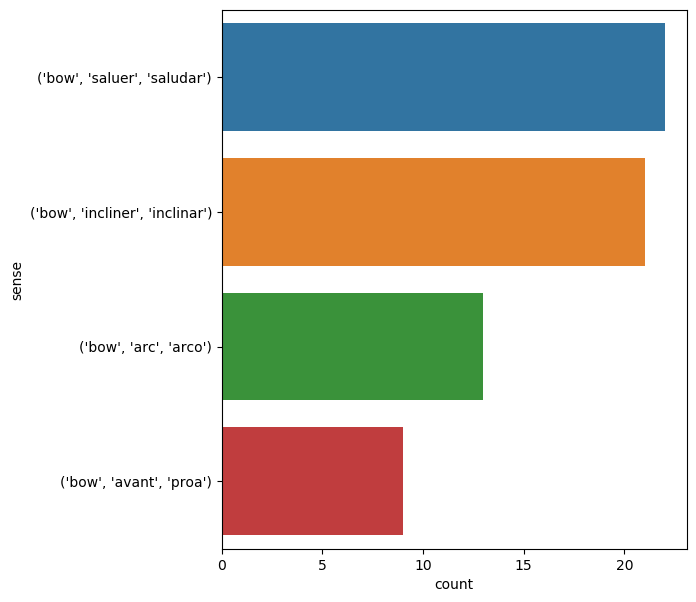 ('bow', 'saluer', 'saludar')
('bow', 'incliner', 'inclinar')
('bow', 'arc', 'arco')
('bow', 'avant', 'proa')
sense
0 5 10 15 20
count